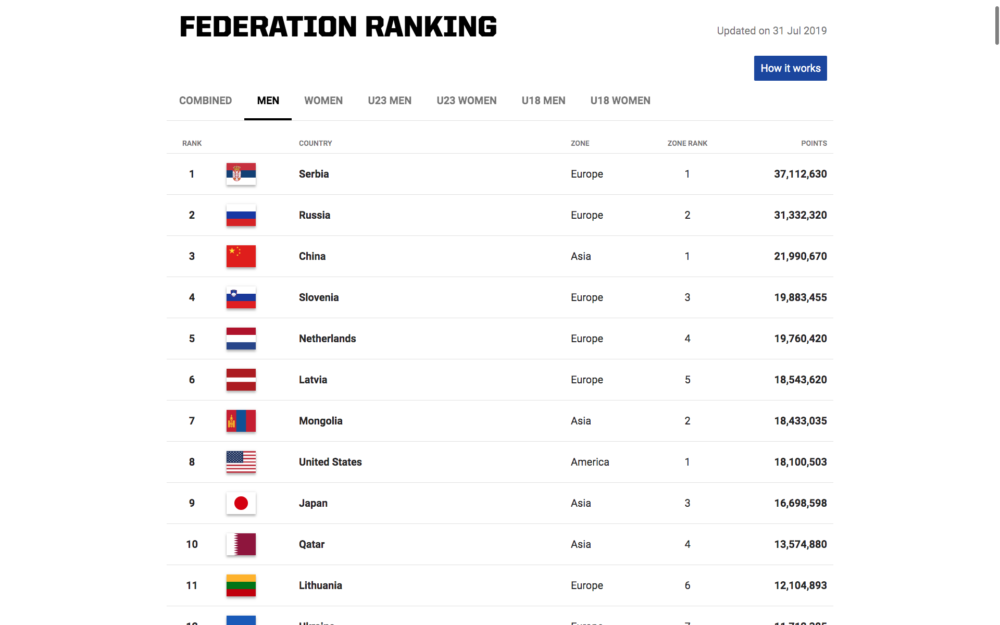 FEDERATION RANKING
Updated on 31 Jul 2019
How it works
COMBINED MEN WOMEN U23 MEN U23 WOMEN U18 MEN U18 WOMEN
RANK COUNTRY ZONE ZONE RANK POINTS
1 Serbia Europe 1 37,112,630
2 Russia Europe 2 31,332,320
3 China Asia 1 21,990,670
4 Slovenia Europe 3 19,883,455
5 Netherlands Europe 4 19,760,420
6 Latvia Europe 5 18,543,620
7 Mongolia Asia 2 18,433,035
8 United States America 1 18,100,503
9 Japan Asia 3 16,698,598
10 Qatar Asia 4 13,574,880
11 Lithuania Europe 6 12,104,893
12 Ukraine Europe 7